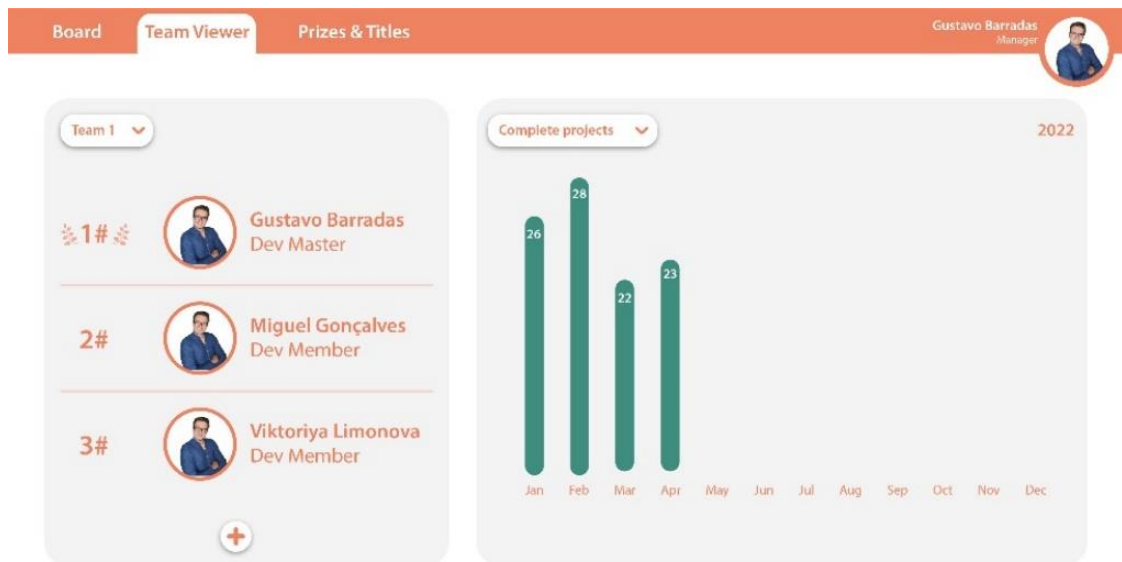 Board
Team Viewer
Prizes & Titles
Gustavo Barradas
Manager
Team 1
1#
Gustavo Barradas
Dev Master
2#
Miguel Gonçalves
Dev Member
3#
Viktoriya Limonova
Dev Member
Complete projects
2022
26
28
22
23
Jan Feb Mar Apr May Jun Jul Aug Sep Oct Nov Dec